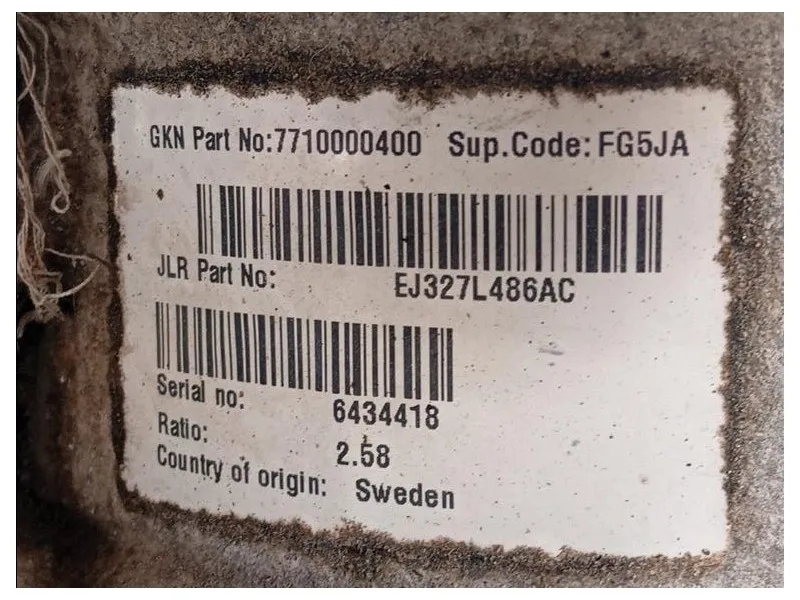 GKN Part No:7710000400 Sup.Code: FG5JA
JLR Part No: EJ327L486AC
Serial no: 6434418
Ratio: 2.58
Country of origin: Sweden